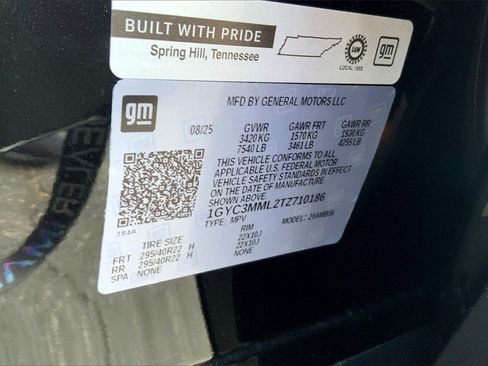 BUILT WITH PRIDE
Spring Hill, Tennessee
UAW
LOCAL 1853
gm
gm
MFD BY GENERAL MOTORS LLC
08/25 GVWR GAWR FRT GAWR RR
3420 KG 1570 KG 1930 KG
7540 LB 3461 LB 4255 LB
THIS VEHICLE CONFORMS TO ALL
APPLICABLE U.S. FEDERAL MOTOR
VEHICLE SAFETY STANDARDS IN EFFECT
ON THE DATE OF MANUFACTURE SHOWN ABOVE.
1GYC3MML2TZ710186
TYPE: MPV MODEL: 266MB56
2S4A
TIRE SIZE RIM
FRT 295/40R22 H 22X10J
RR 295/40R22 H 22X10J
SPA NONE NONE